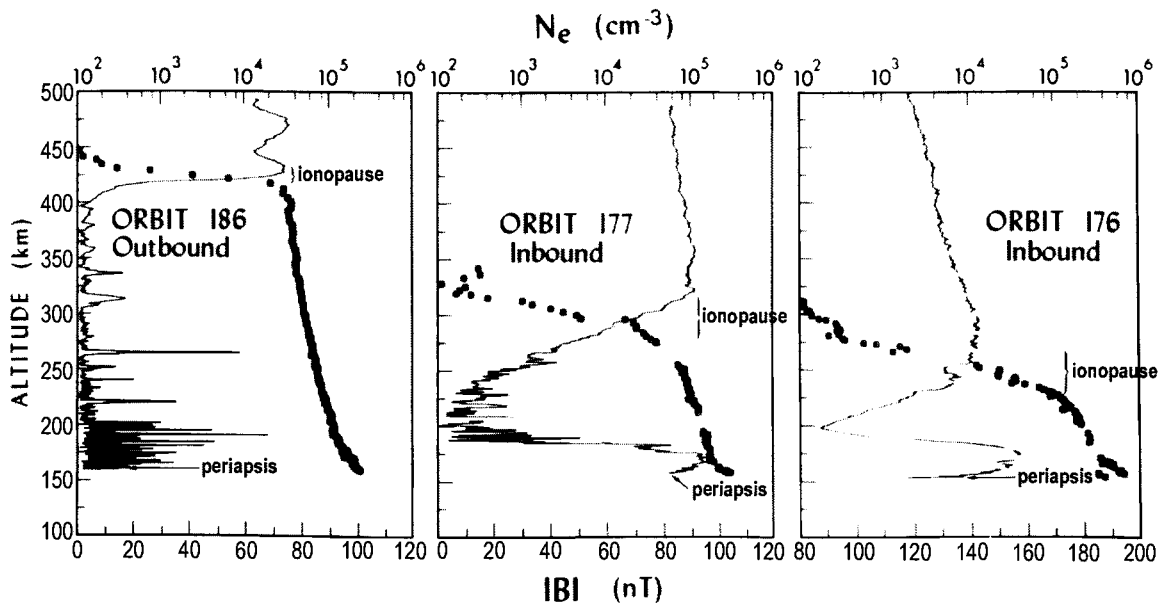 Ne (cm-3)
10² 10³ 10⁴ 10⁵ 10⁶ 10² 10³ 10⁴ 10⁵ 10⁶ 10² 10³ 10⁴ 10⁵ 10⁶
ALTITUDE (km)
500
450
400
350
300
250
200
150
100
ionopause
ORBIT 186
Outbound
periapsis
ORBIT 177
Inbound
ionopause
periapsis
ORBIT 176
Inbound
ionopause
periapsis
0 20 40 60 80 100 120 0 20 40 60 80 100 120 80 100 120 140 160 180 200
|B| (nT)